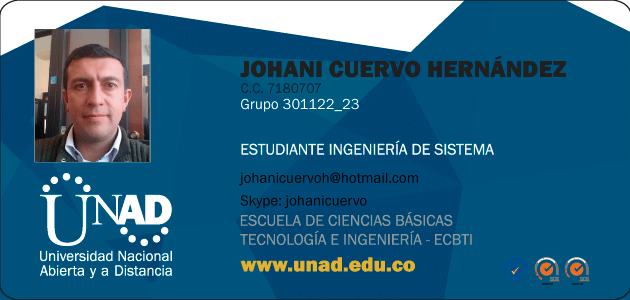 JOHANI CUERVO HERNÁNDEZ
C.C. 7180707
Grupo 301122_23
ESTUDIANTE INGENIERÍA DE SISTEMA
johanicuervoh@hotmail.com
Skype: johanicuervo
ESCUELA DE CIENCIAS BÁSICAS
TECNOLOGÍA E INGENIERÍA - ECBTI
www.unad.edu.co
UNAD
Universidad Nacional
Abierta y a Distancia